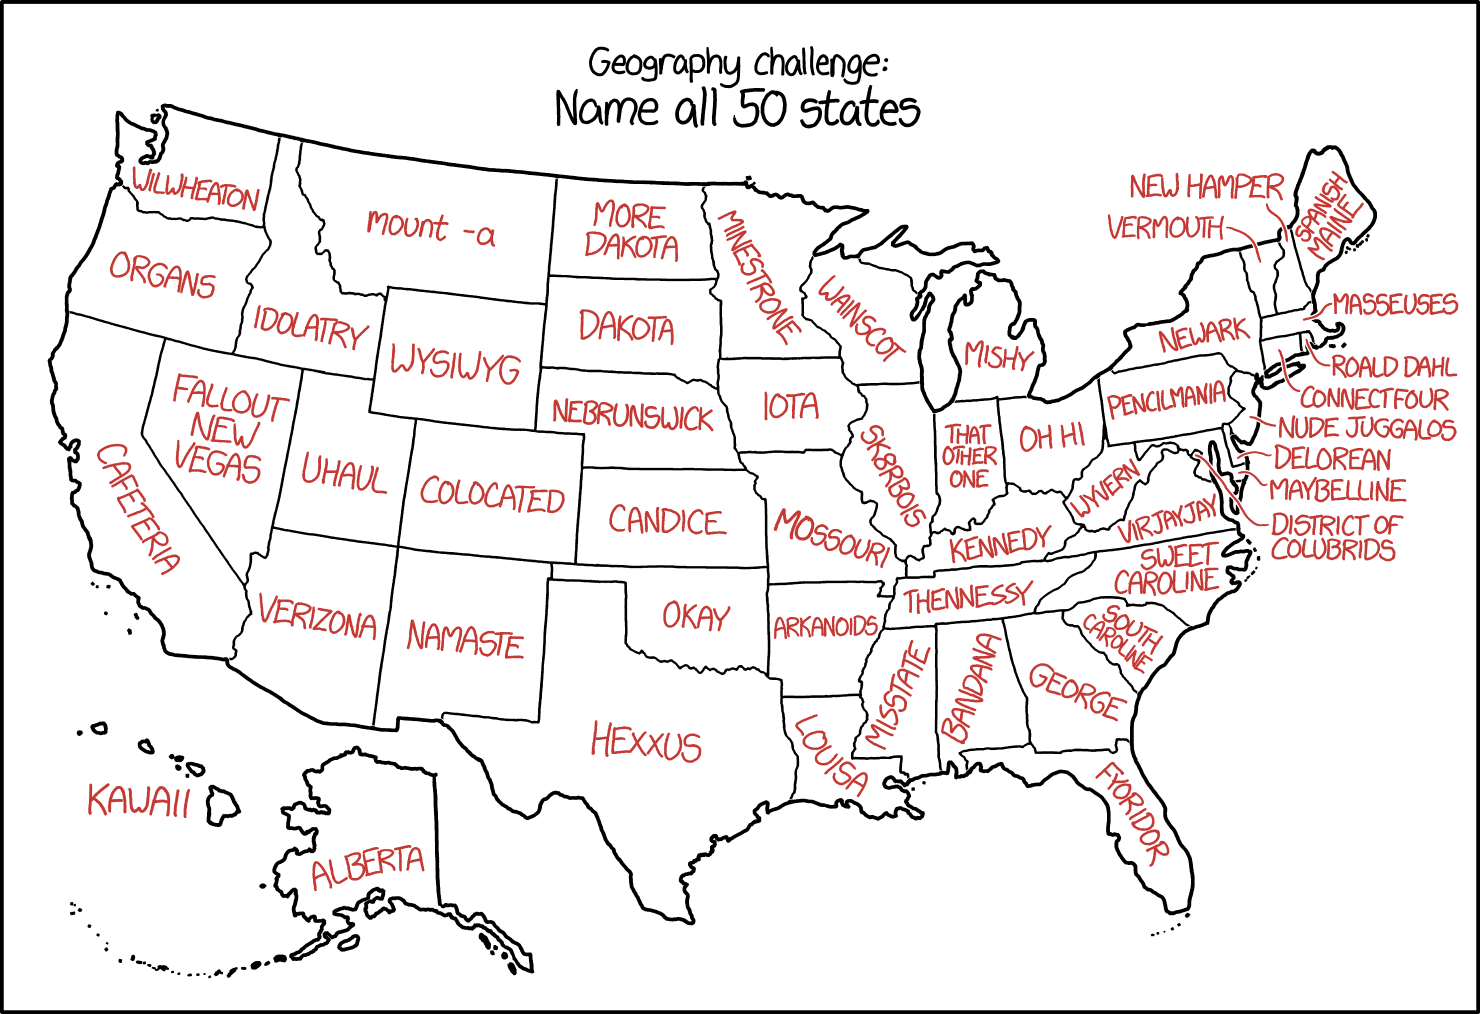 Geography challenge:
Name all 50 states
WILWHEATON
mount -a
MORE
DAKOTA
MINESTRONE
NEW HAMPER
VERMOUTH
SPANISH
MAINE
ORGANS
IDOLATRY
WYSIWYG
DAKOTA
WAINSCOT
MISHY
NEWARK
MASSEUSES
ROALD DAHL
CONNECTFOUR
NUDE JUGGALOS
DELOREAN
MAYBELLINE
DISTRICT OF
COLUBRIDS
FALLOUT
NEW
VEGAS
CAFETERIA
UHAUL
COLOCATED
NEBRUNSWICK
IOTA
SK8RBOIS
THAT
OTHER
ONE
OH HI
PENCILMANIA
WYVERN
VIRJAYJAY
CANDICE
MOSSOURI
KENNEDY
SWEET
CAROLINE
VERIZONA
NAMASTE
OKAY
ARKANOIDS
THENNESSY
SOUTH
CAROLINE
HEXXUS
LOUISA
MISSTATE
BANDANA
GEORGE
FYORIDOR
KAWAII
ALBERTA